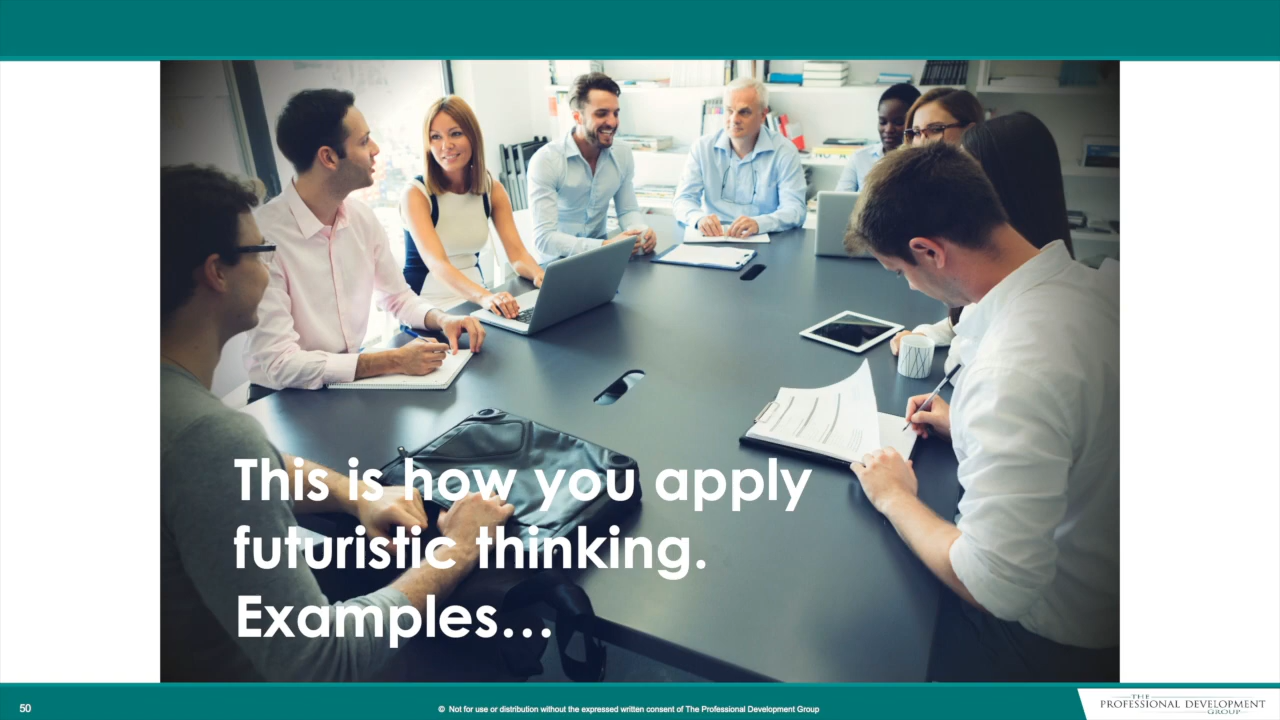 This is how you apply
futuristic thinking.
Examples…
50
© Not for use or distribution without the expressed written consent of The Professional Development Group
THE
PROFESSIONAL DEVELOPMENT
GROUP